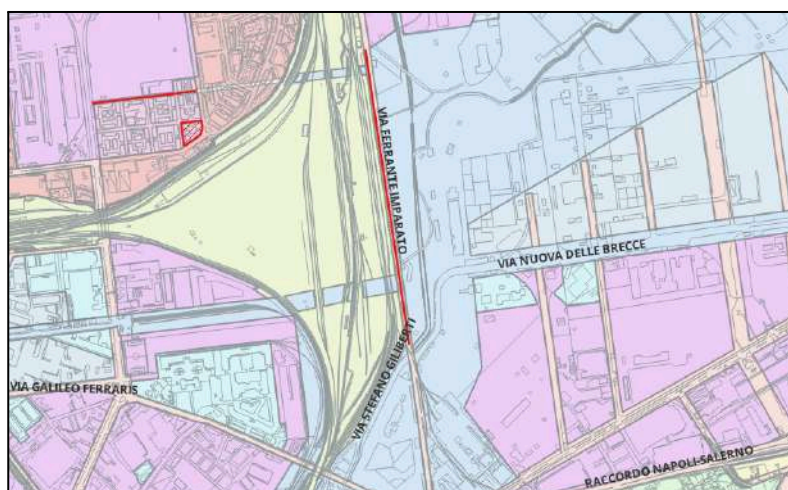 VIA FERRANTE IMPARATO
VIA NUOVA DELLE BRECCE
VIA STEFANO GILIBERTI
VIA GALILEO FERRARIS
RACCORDO NAPOLI-SALERNO